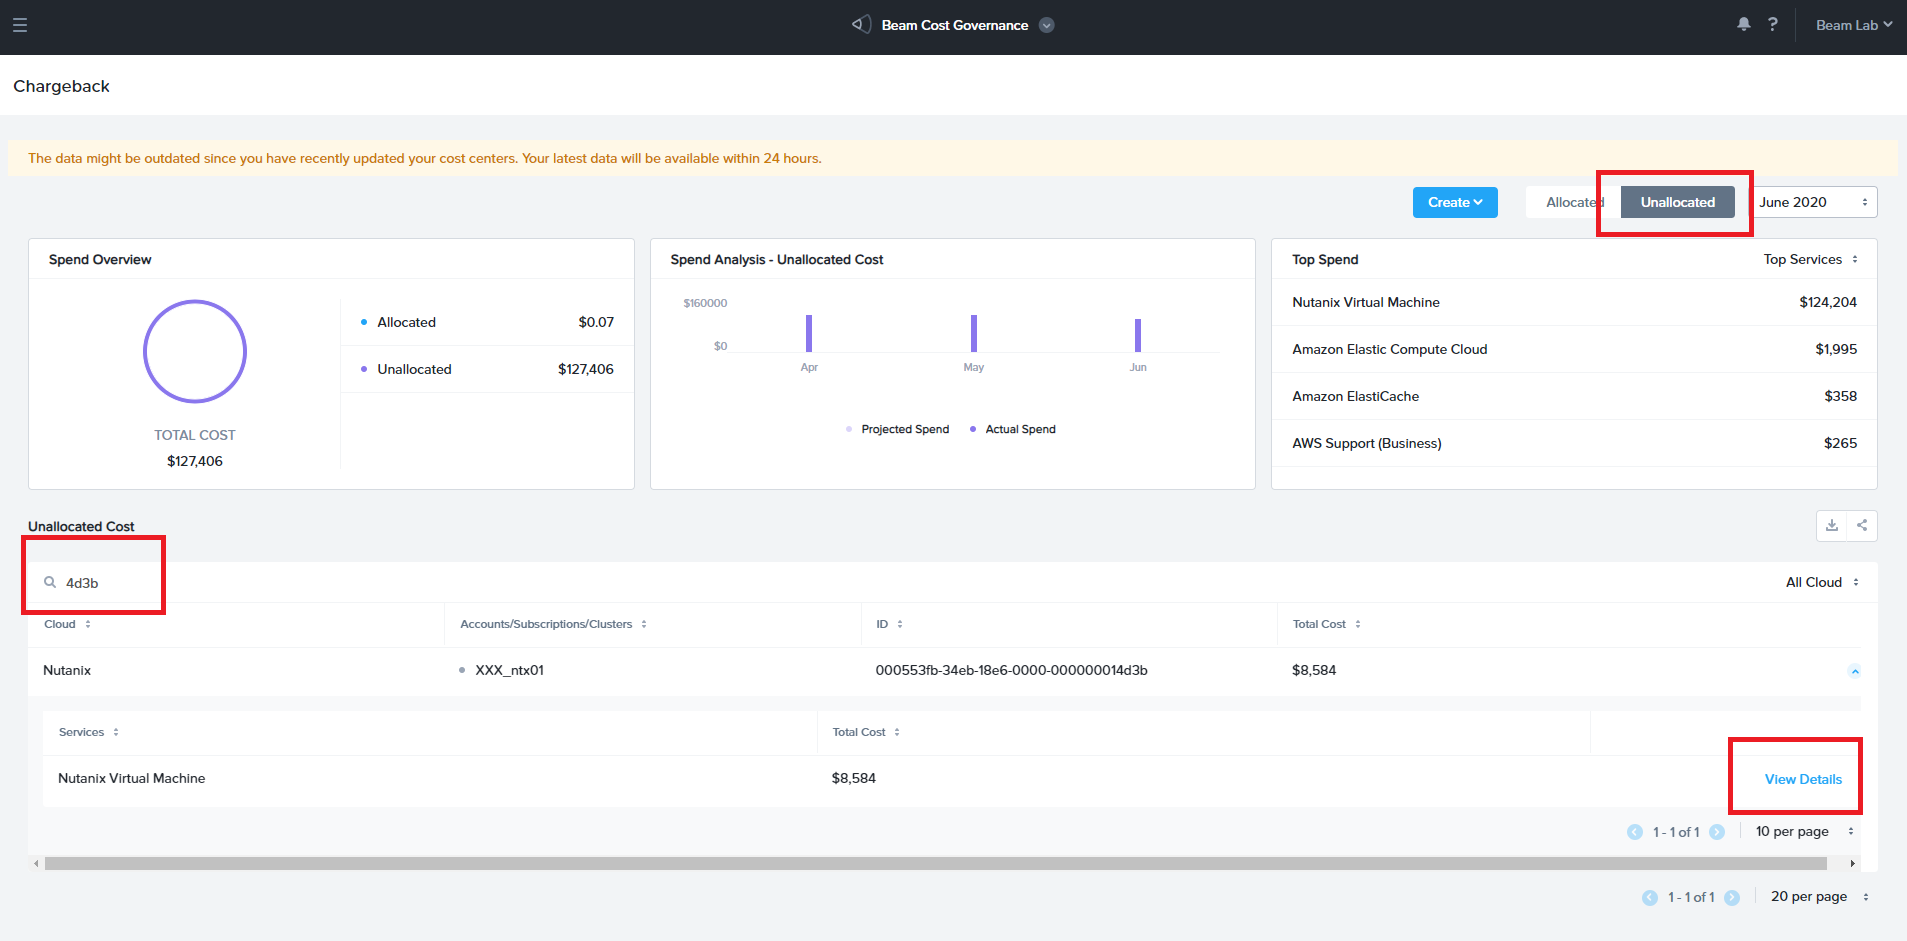 Beam Cost Governance
? Beam Lab
Chargeback
The data might be outdated since you have recently updated your cost centers. Your latest data will be available within 24 hours.
Create Allocated Unallocated June 2020
Spend Overview
Allocated $0.07
Unallocated $127,406
TOTAL COST
$127,406
Spend Analysis - Unallocated Cost
$160000
$0
Apr May Jun
Projected Spend Actual Spend
Top Spend Top Services
Nutanix Virtual Machine $124,204
Amazon Elastic Compute Cloud $1,995
Amazon ElastiCache $358
AWS Support (Business) $265
Unallocated Cost
4d3b All Cloud
Cloud Accounts/Subscriptions/Clusters ID Total Cost
Nutanix XXX_ntx01 000553fb-34eb-18e6-0000-000000014d3b $8,584
Services Total Cost
Nutanix Virtual Machine $8,584 View Details
1 - 1 of 1 10 per page
1 - 1 of 1 20 per page